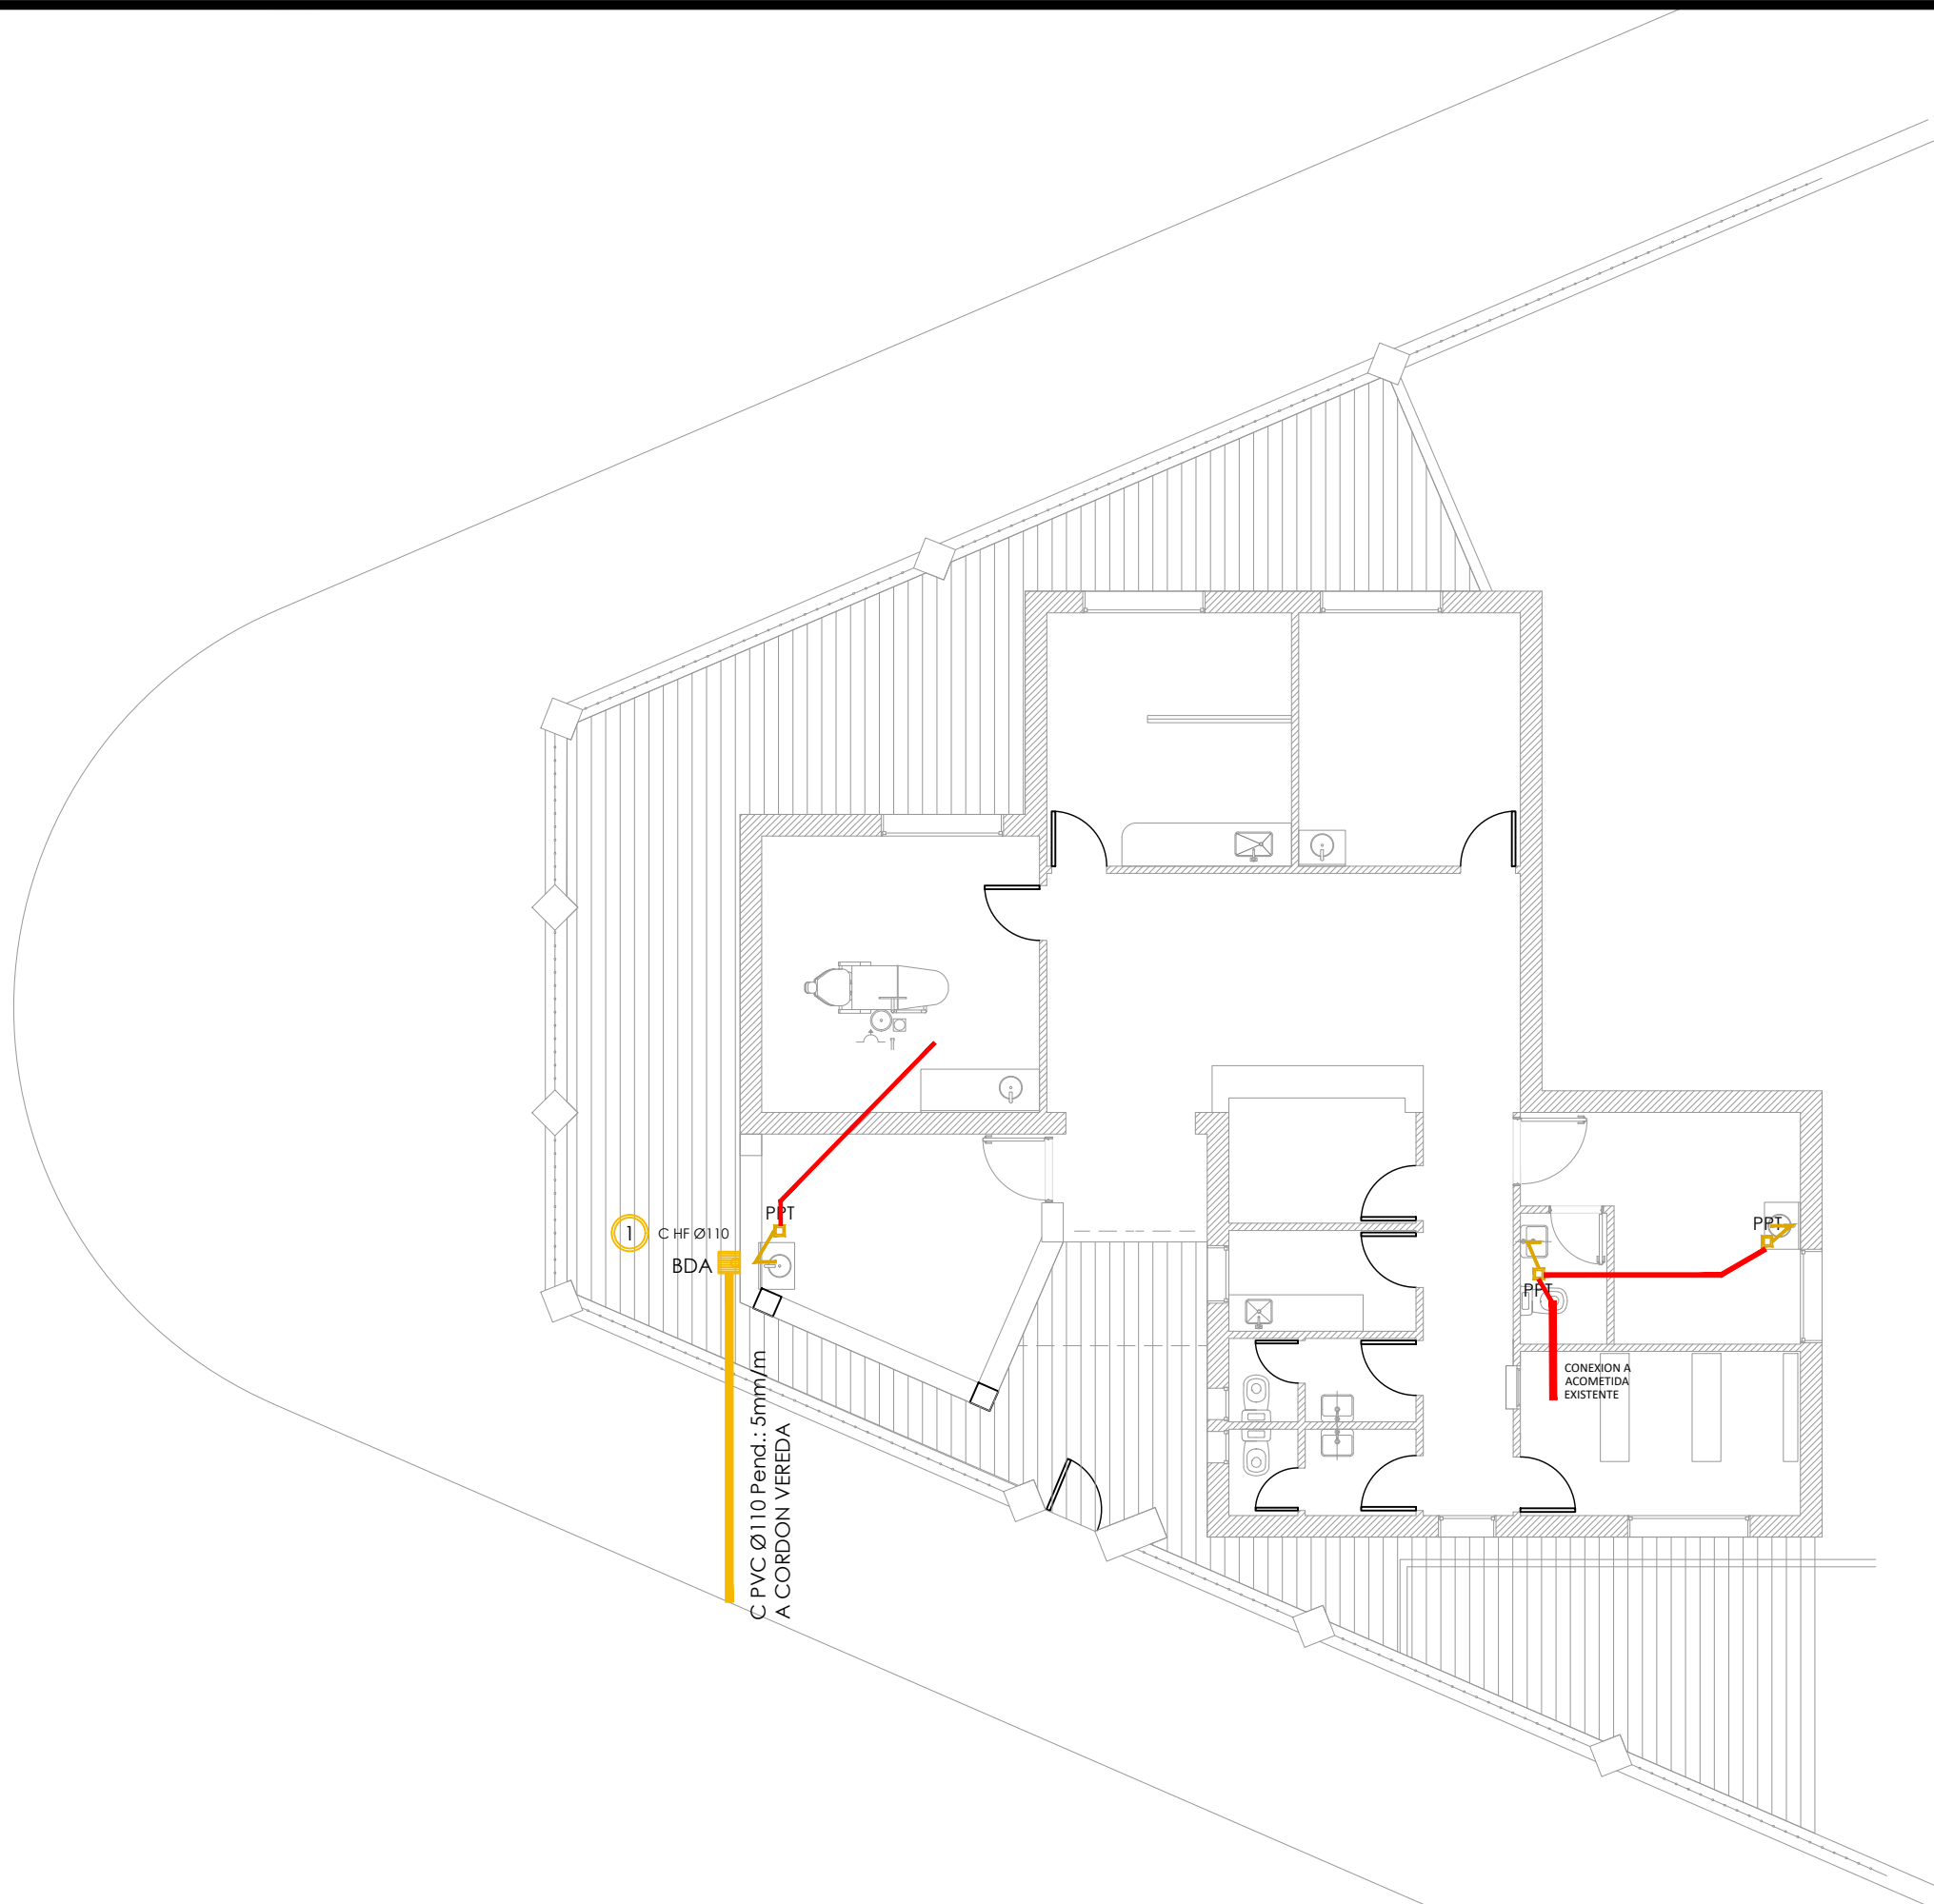 PPT
1
C HF Ø110
BDA
C PVC Ø110 Pend.: 5mm/m
A CORDON VEREDA
PPT
PPT
CONEXION A
ACOMETIDA
EXISTENTE